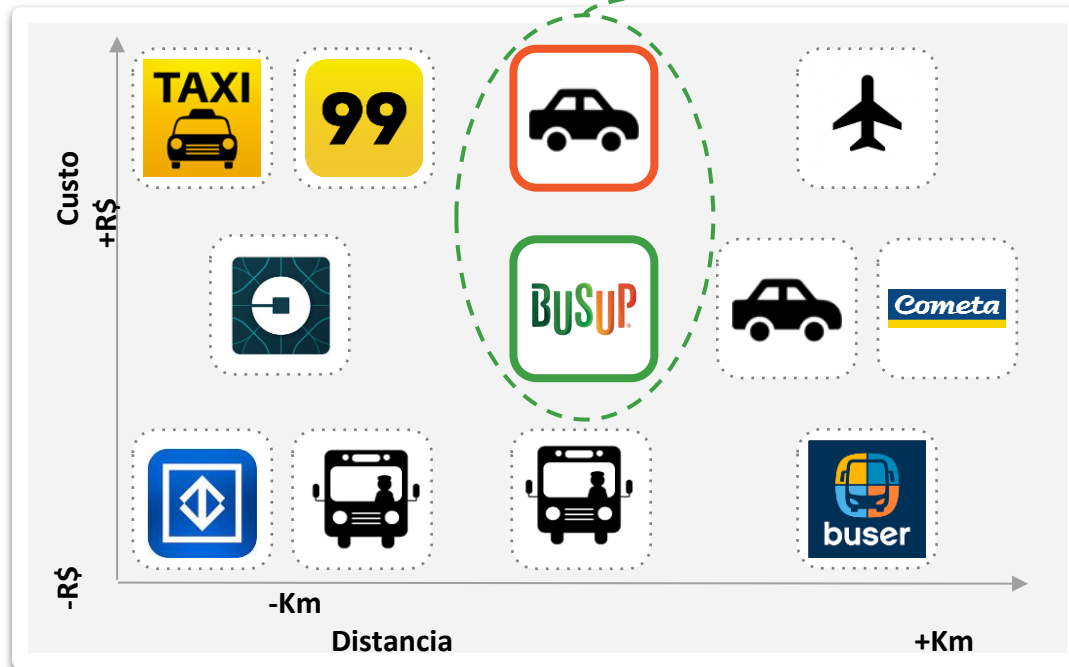 TAXI
99
Custo
+R$
BUSUP
Cometa
buser
-R$
-Km
Distancia
+Km